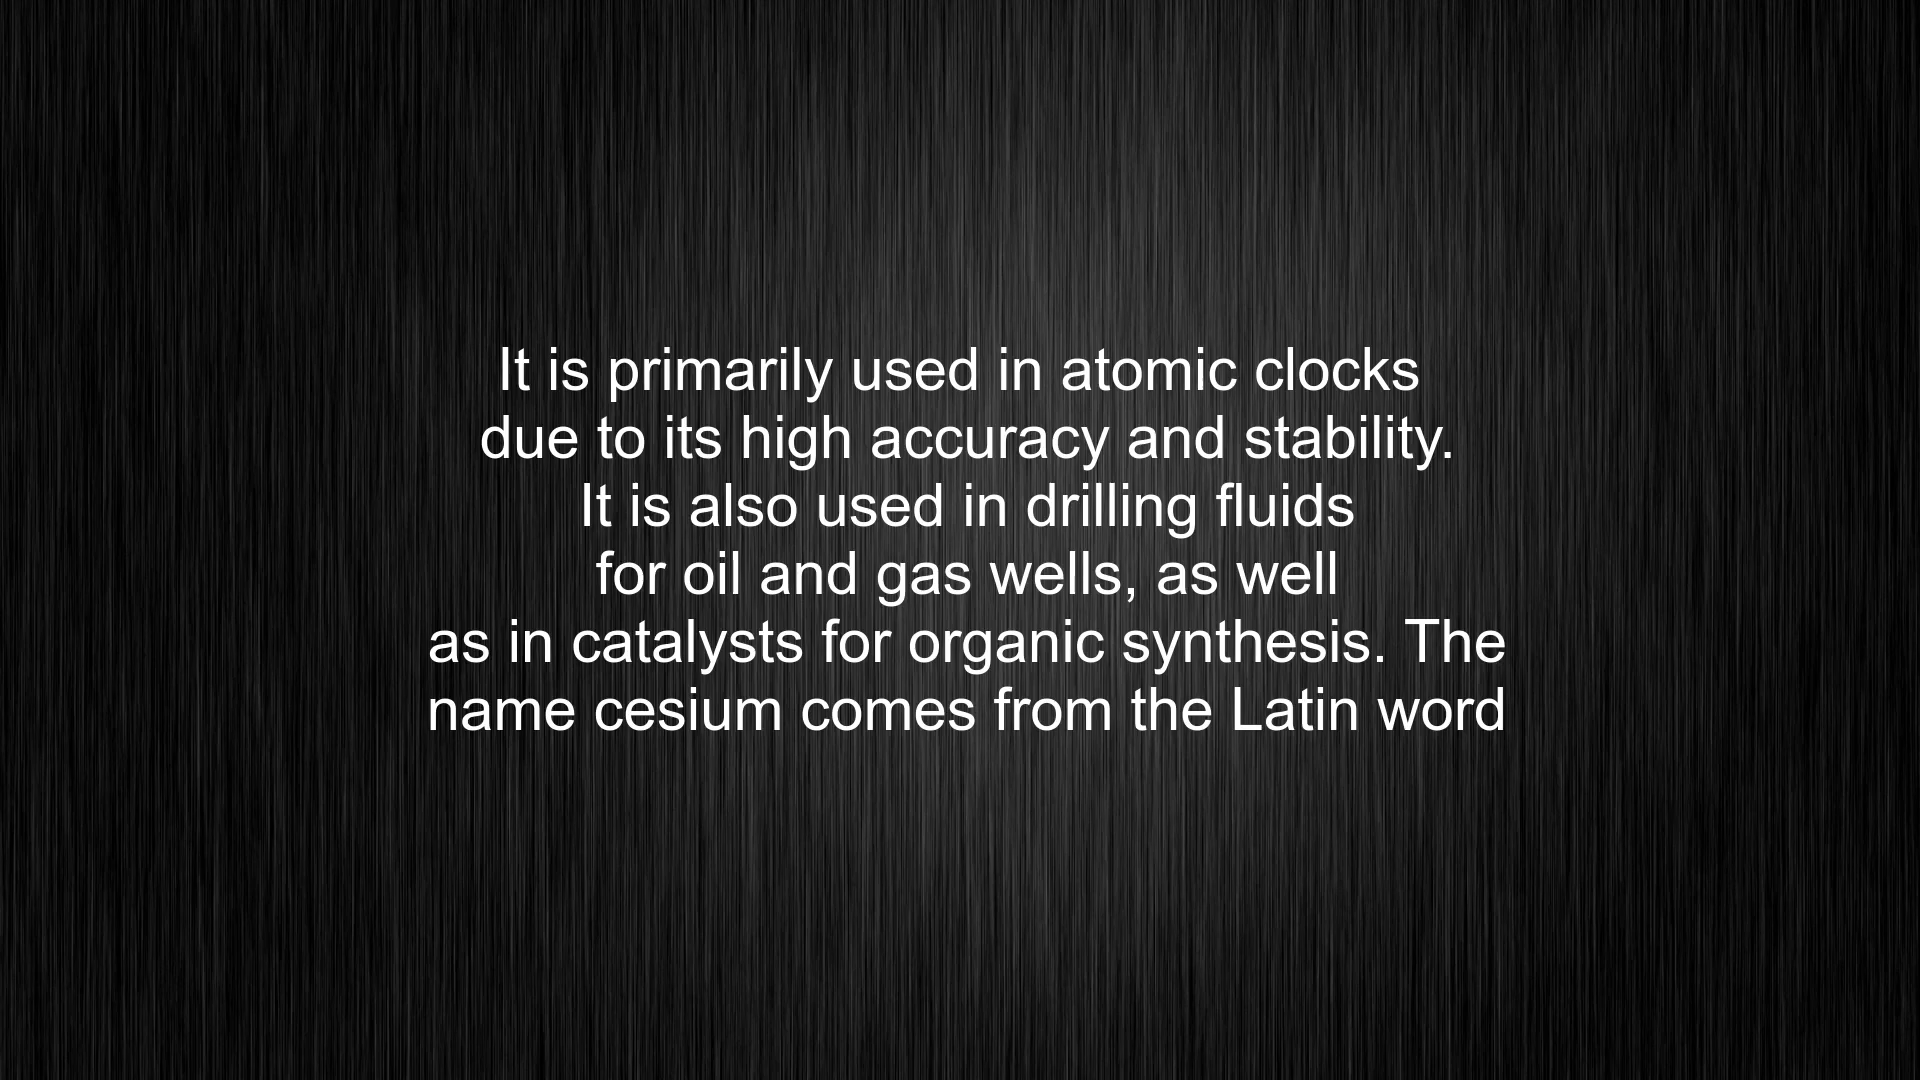 It is primarily used in atomic clocks
due to its high accuracy and stability.
It is also used in drilling fluids
for oil and gas wells, as well
as in catalysts for organic synthesis. The
name cesium comes from the Latin word